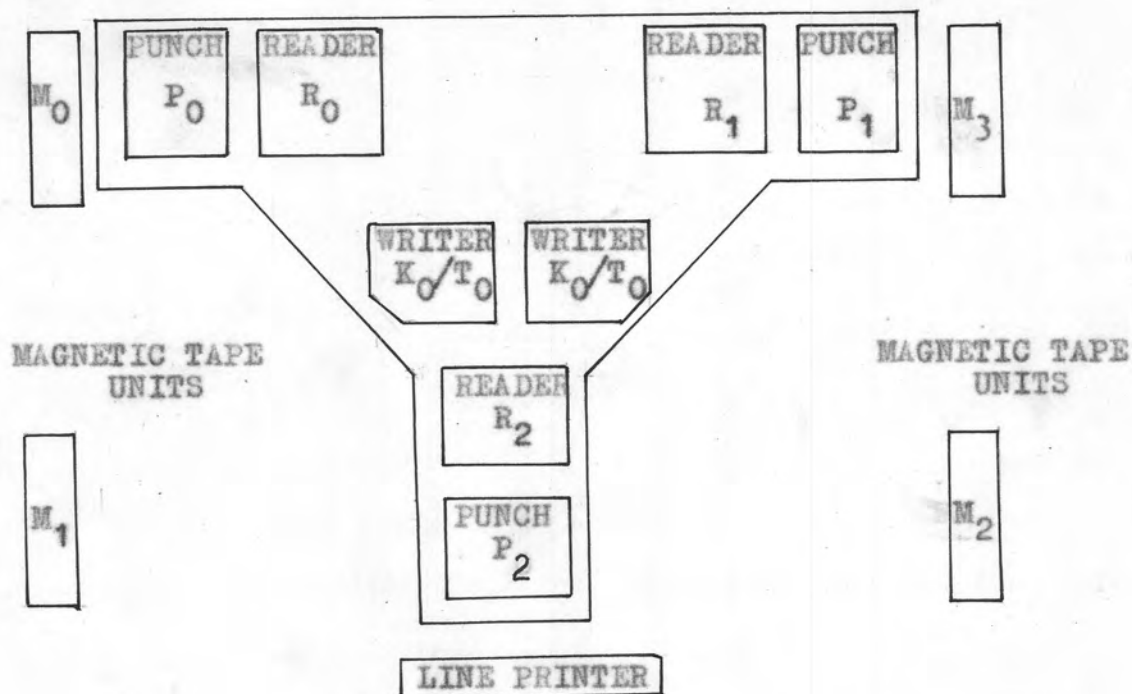 PUNCH READER READER PUNCH
M0 P0 R0 R1 P1 M3
WRITER WRITER
K0/T0 K0/T0
MAGNETIC TAPE MAGNETIC TAPE
UNITS UNITS
READER
R2
PUNCH
M1 P2 M2
LINE PRINTER